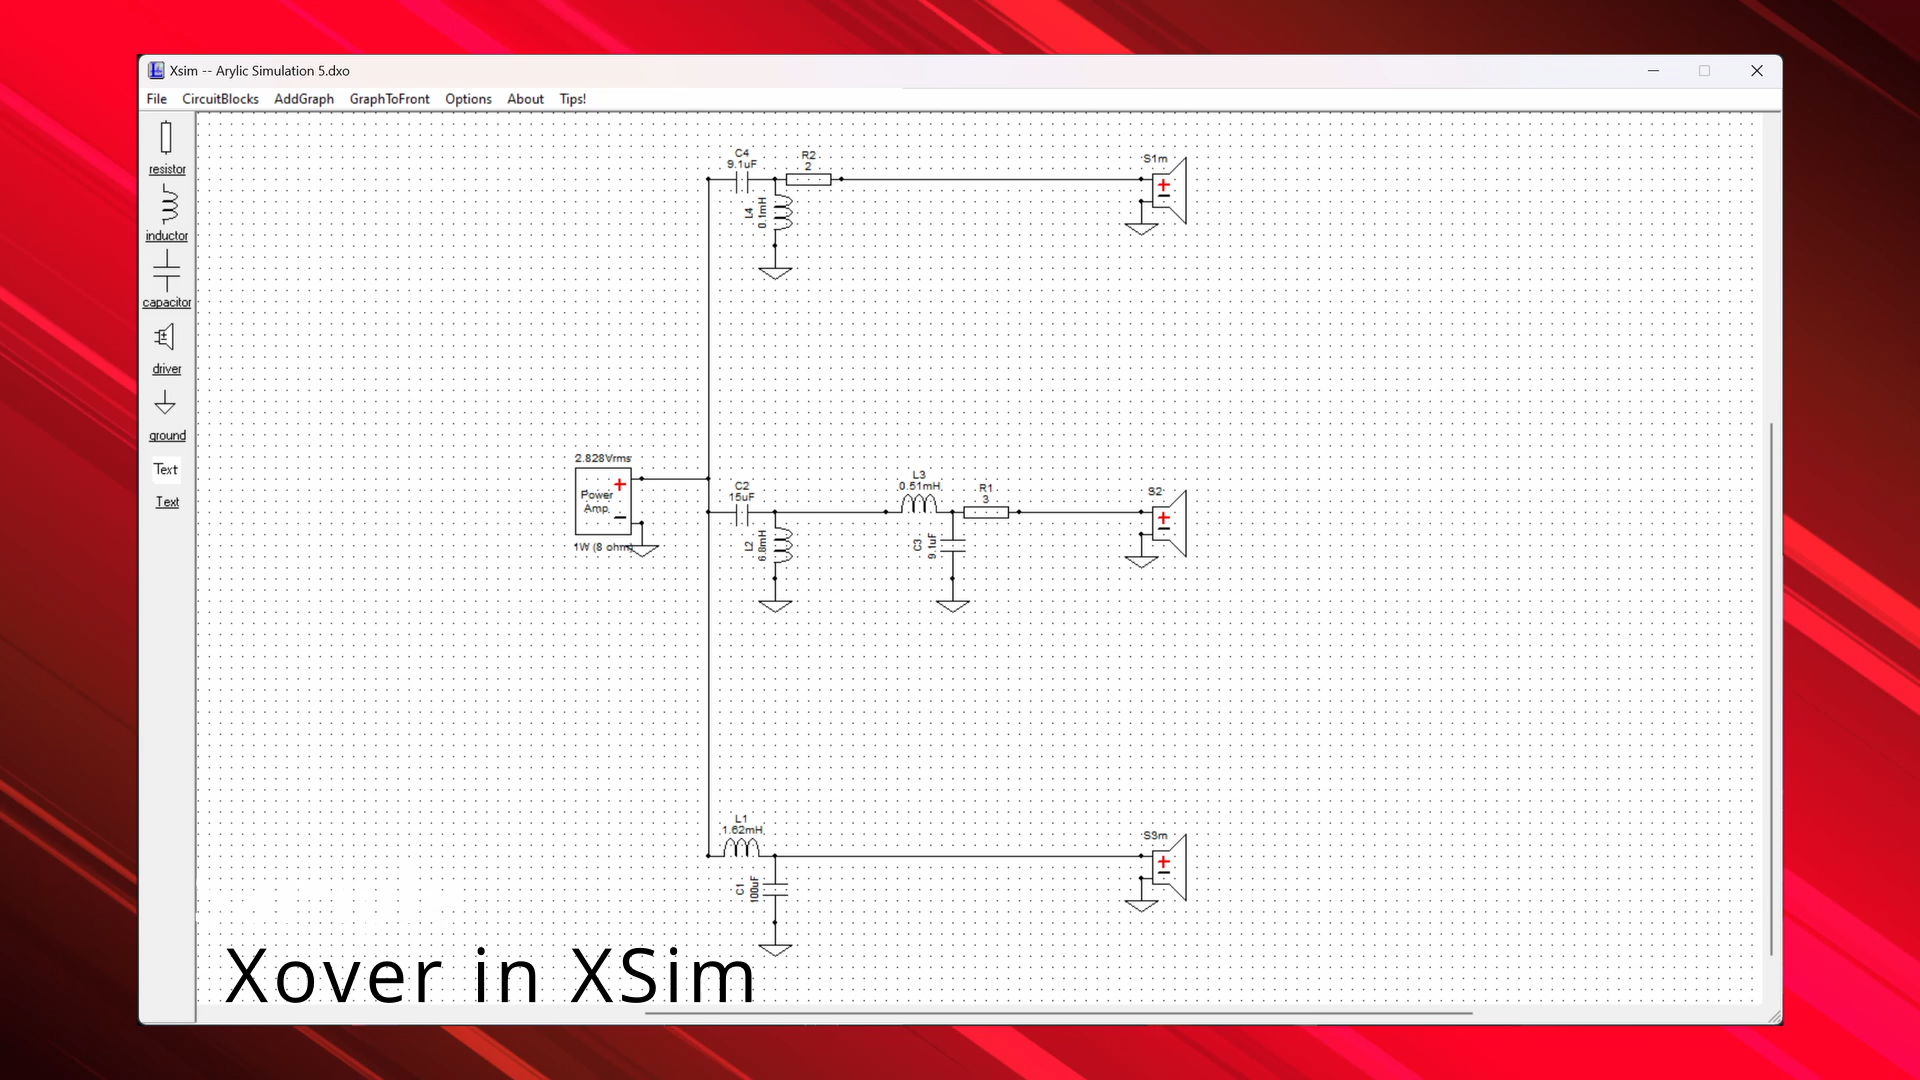 Xsim -- Arylic Simulation 5.dxo
File CircuitBlocks AddGraph GraphToFront Options About Tips!
resistor
inductor
capacitor
driver
ground
Text
Text
C4
9.1uF
R2
2
L4
0.1mH
S1m
+
2.828Vrms
+
Power
Amp
1W (8 ohm)
C2
15uF
L2
6.8mH
L3
0.51mH
R1
3
C3
9.1uF
S2
+
L1
1.62mH
C1
100uF
S3m
+
Xover in XSim